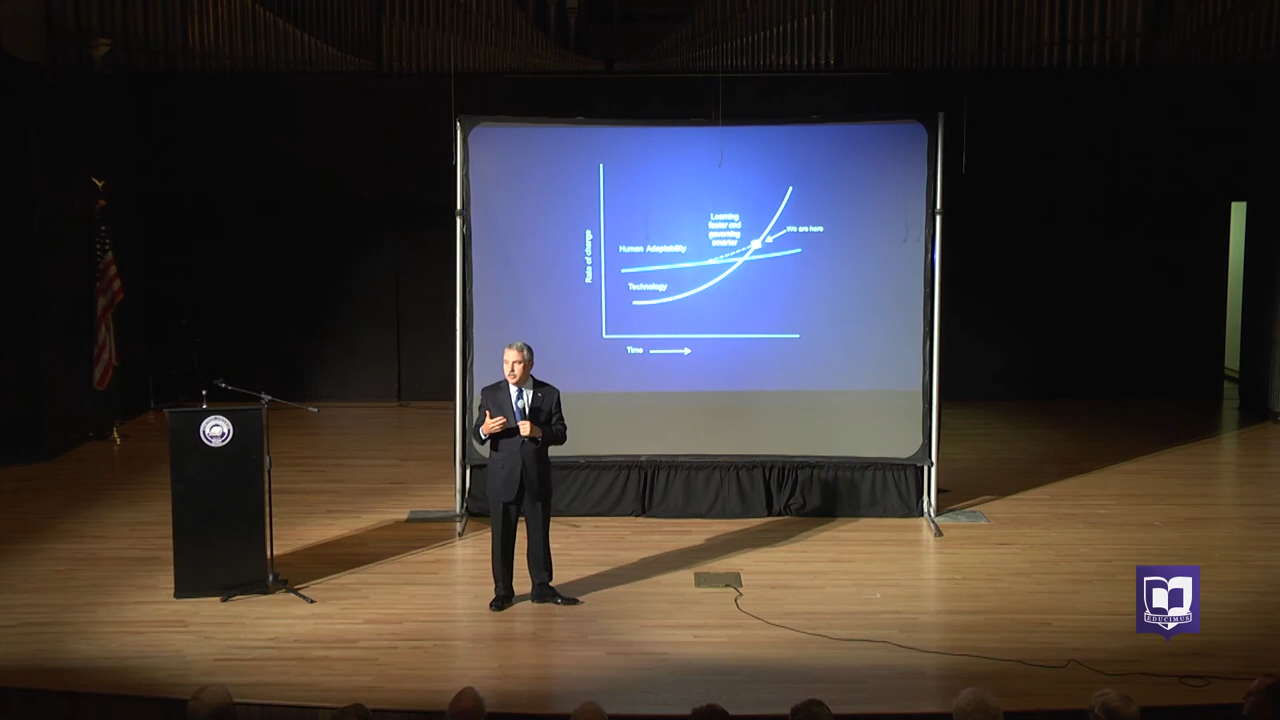 Learning
faster and
governing
smarter
We are here
Human Adaptability
Rate of change
Technology
Time
EDUCIMUS